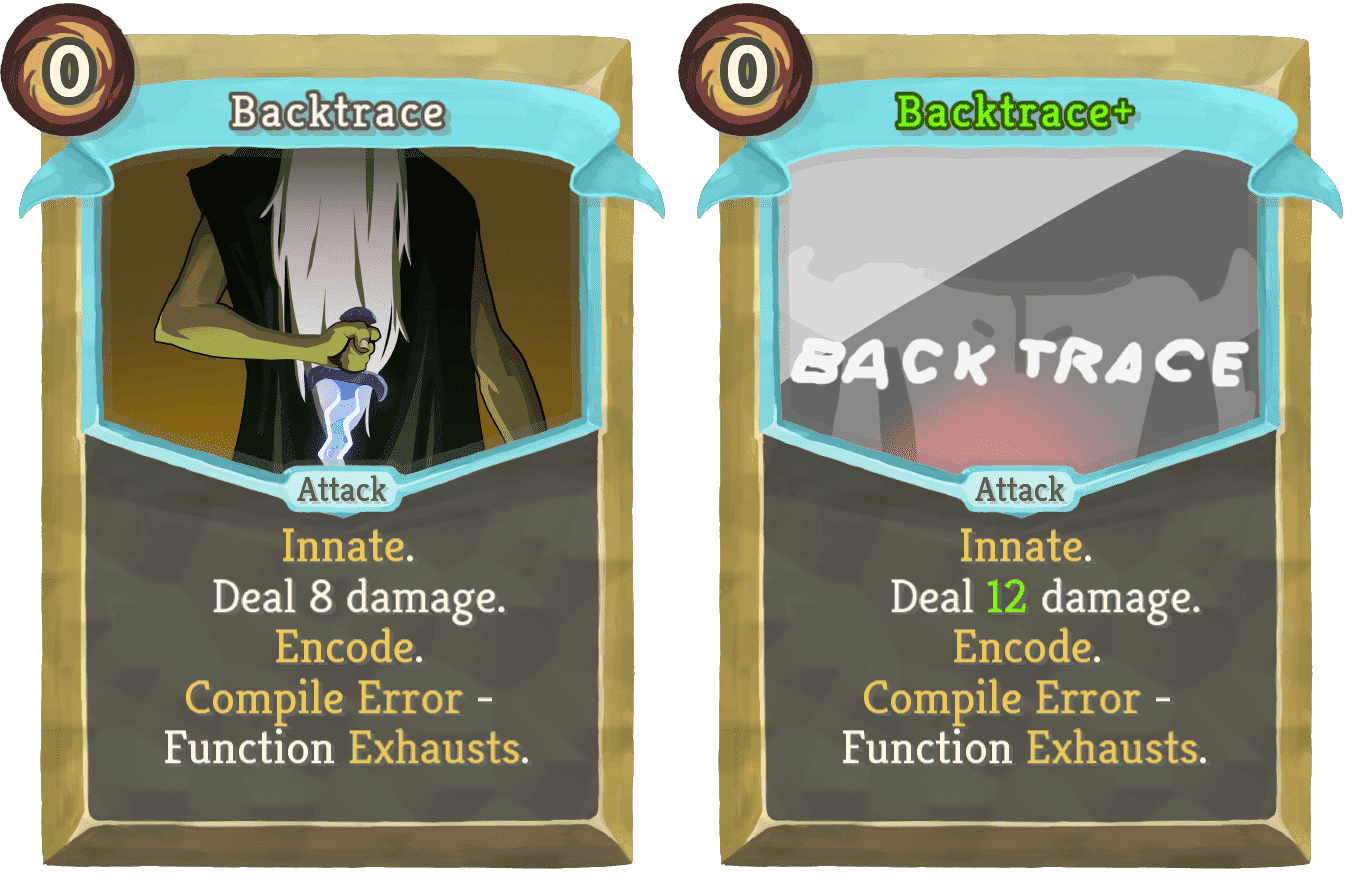 0
Backtrace
Attack
Innate.
Deal 8 damage.
Encode.
Compile Error -
Function Exhausts.
0
Backtrace+
BACK TRACE
Attack
Innate.
Deal 12 damage.
Encode.
Compile Error -
Function Exhausts.